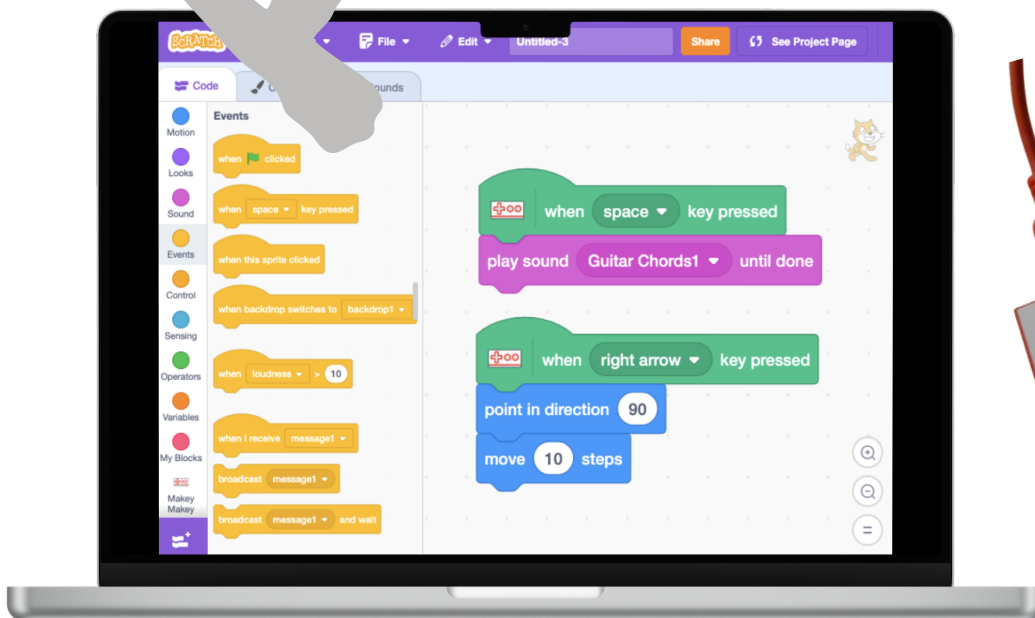 SCRATCH File Edit Untitled-3 Share See Project Page
Code
Motion
Looks
Sound
Events
Control
Sensing
Operators
Variables
My Blocks
Makey
Makey
Events
when clicked
when space key pressed
when this sprite clicked
when backdrop switches to backdrop1
when loudness > 10
when I receive message1
broadcast message1
broadcast message1 and wait
when space key pressed
play sound Guitar Chords1 until done
when right arrow key pressed
point in direction 90
move 10 steps